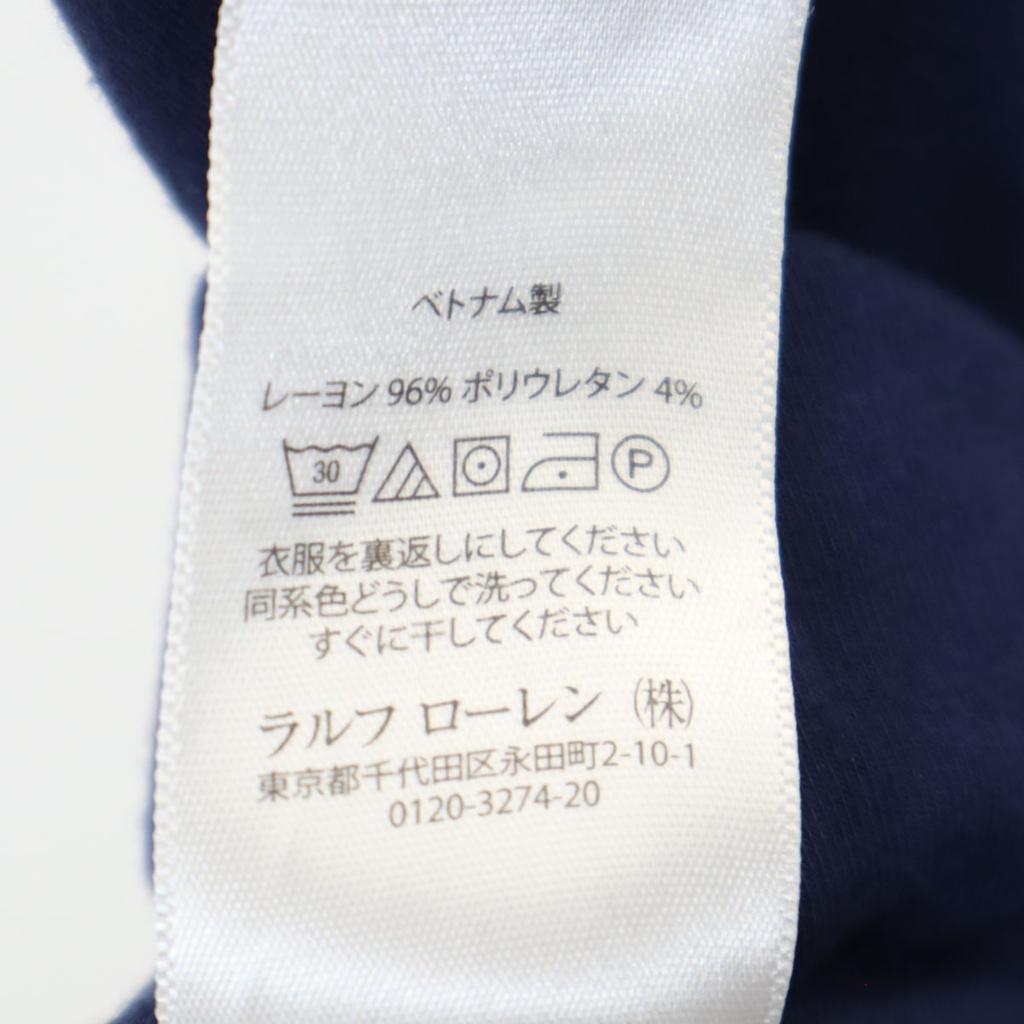 ベトナム製
レーヨン 96% ポリウレタン 4%
30 P
衣服を裏返しにしてください
同系色どうしで洗ってください
すぐに干してください
ラルフ ローレン (株)
東京都千代田区永田町2-10-1
0120-3274-20